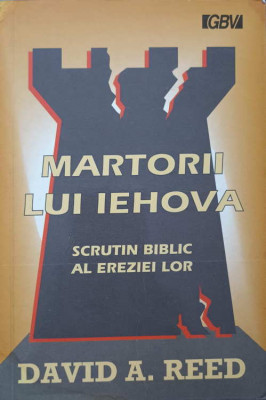 GBV
MARTORII
LUI IEHOVA
SCRUTIN BIBLIC
AL EREZIEI LOR
DAVID A. REED